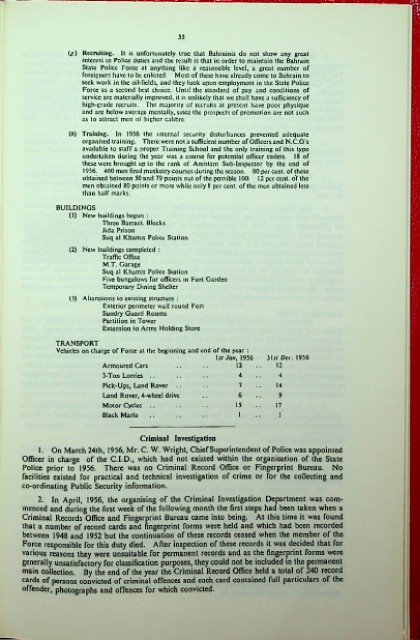 55
(g) Recruiting. It is unfortunately true that Bahrainis do not show any great
interest in Police duties and the result is that in order to maintain the Bahrain
State Police Force at anything like a reasonable level, a great number of
foreigners have to be enlisted. Most of these have already come to Bahrain to
seek work in the oil-fields, and they look upon employment in the State Police
Force as a second best choice. Until the standard of pay and conditions of
service are materially improved, it is unlikely that we shall have a sufficiency of
high-grade recruits. The majority of recruits at present have poor physique
and are below average mentally, since the prospects of promotion are not such
as to attract men of higher calibre.
(h) Training. In 1956 the internal security disturbances prevented adequate
organised training. There were not a sufficient number of Officers and N.C.O's
available to staff a proper Training School and the only training of this type
undertaken during the year was a course for potential officer cadets. 18 of
these were brought up to the rank of Assistant Sub-Inspector by the end of
1956. 460 men fired musketry courses during the season. 80 per cent. of these
obtained between 50 and 79 points out of the possible 100. 12 per cent. of the
men obtained 80 points or more while only 8 per cent. of the men obtained less
than half marks.
BUILDINGS
(1) New buildings begun :
Three Barrack Blocks
Jida Prison
Suq al Khamis Police Station
(2) New buildings completed :
Traffic Office
M.T. Garage
Suq al Khamis Police Station
Five bungalows for officers in Fort Garden
Temporary Dining Shelter
(3) Alterations to existing structure :
Exterior perimeter wall round Fort
Sundry Guard Rooms
Partition in Tower
Extension to Arms Holding Store
TRANSPORT
Vehicles on charge of Force at the beginning and end of the year :
1st Jan, 1956 31st Dec. 1956
Armoured Cars .. .. 12 .. 12
3-Ton Lorries .. .. .. 4 .. 4
Pick-Ups, Land Rover .. .. 7 .. 14
Land Rover, 4-wheel drive .. 6 .. 9
Motor Cycles .. .. .. 15 .. 17
Black Maria .. .. .. 1 .. 1
Criminal Investigation
1. On March 24th, 1956, Mr. C. W. Wright, Chief Superintendent of Police was appointed
Officer in charge of the C.I.D., which had not existed within the organisation of the State
Police prior to 1956. There was no Criminal Record Office or Fingerprint Bureau. No
facilities existed for practical and technical investigation of crime or for the collecting and
co-ordinating Public Security information.
2. In April, 1956, the organising of the Criminal Investigation Department was com-
menced and during the first week of the following month the first steps had been taken when a
Criminal Records Office and Fingerprint Bureau came into being. At this time it was found
that a number of record cards and fingerprint forms were held and which had been recorded
between 1948 and 1952 but the continuation of these records ceased when the member of the
Force responsible for this duty died. After inspection of these records it was decided that for
various reasons they were unsuitable for permanent records and as the fingerprint forms were
generally unsatisfactory for classification purposes, they could not be included in the permanent
main collection. By the end of the year the Criminal Record Office held a total of 240 record
cards of persons convicted of criminal offences and each card contained full particulars of the
offender, photographs and offences for which convicted.